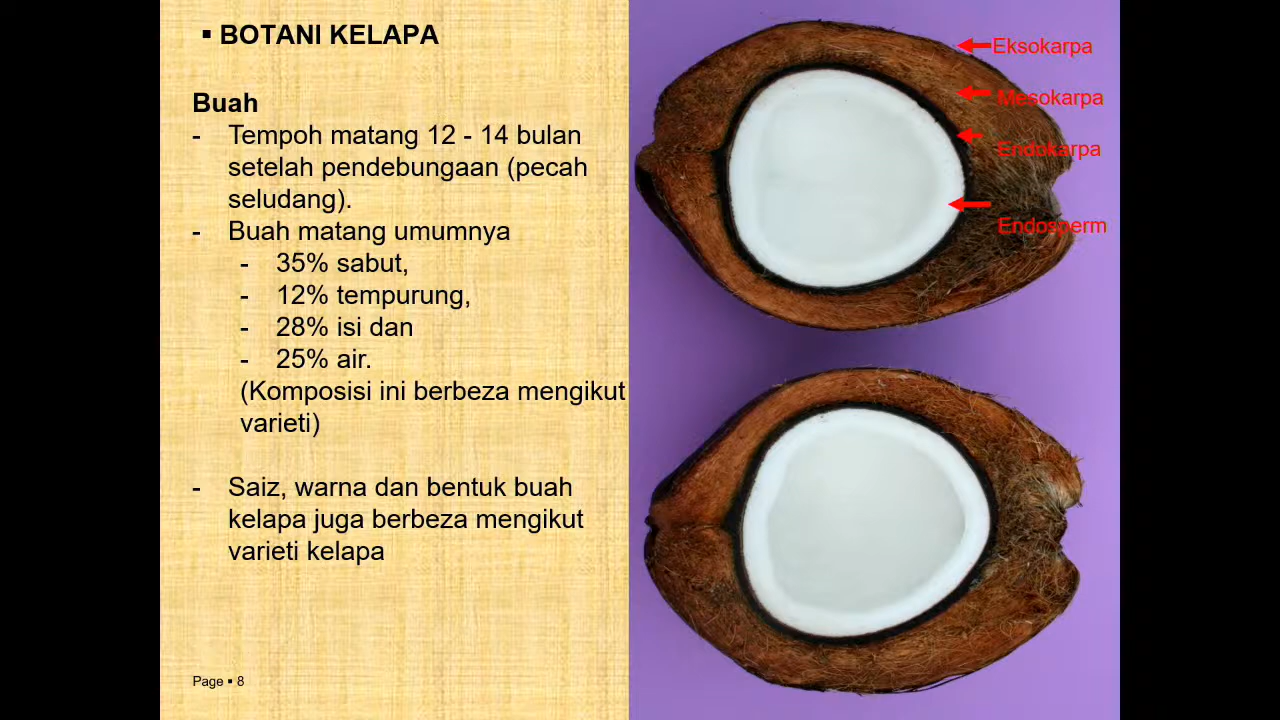 ▪ BOTANI KELAPA
Buah
- Tempoh matang 12 - 14 bulan
setelah pendebungaan (pecah
seludang).
- Buah matang umumnya
- 35% sabut,
- 12% tempurung,
- 28% isi dan
- 25% air.
(Komposisi ini berbeza mengikut
varieti)
- Saiz, warna dan bentuk buah
kelapa juga berbeza mengikut
varieti kelapa
Page ▪ 8
Eksokarpa
Mesokarpa
Endokarpa
Endosperm